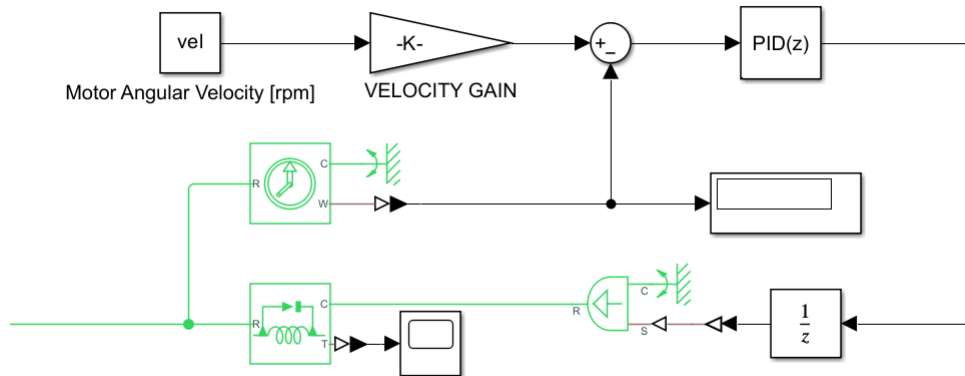 vel
-K-
+
−
PID(z)
Motor Angular Velocity [rpm]
VELOCITY GAIN
C
R
W
C
C
R
R
S
T
1
z